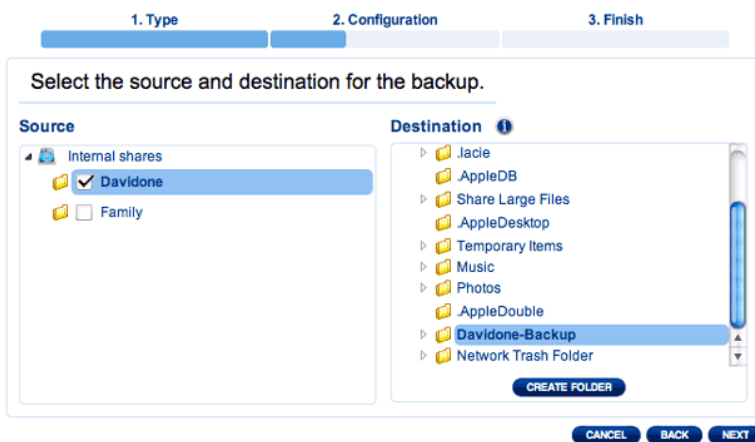 1. Type 2. Configuration 3. Finish
Select the source and destination for the backup.
Source
Internal shares
Davidone
Family
Destination
.lacie
.AppleDB
Share Large Files
.AppleDesktop
Temporary Items
Music
Photos
.AppleDouble
Davidone-Backup
Network Trash Folder
CREATE FOLDER
CANCEL BACK NEXT